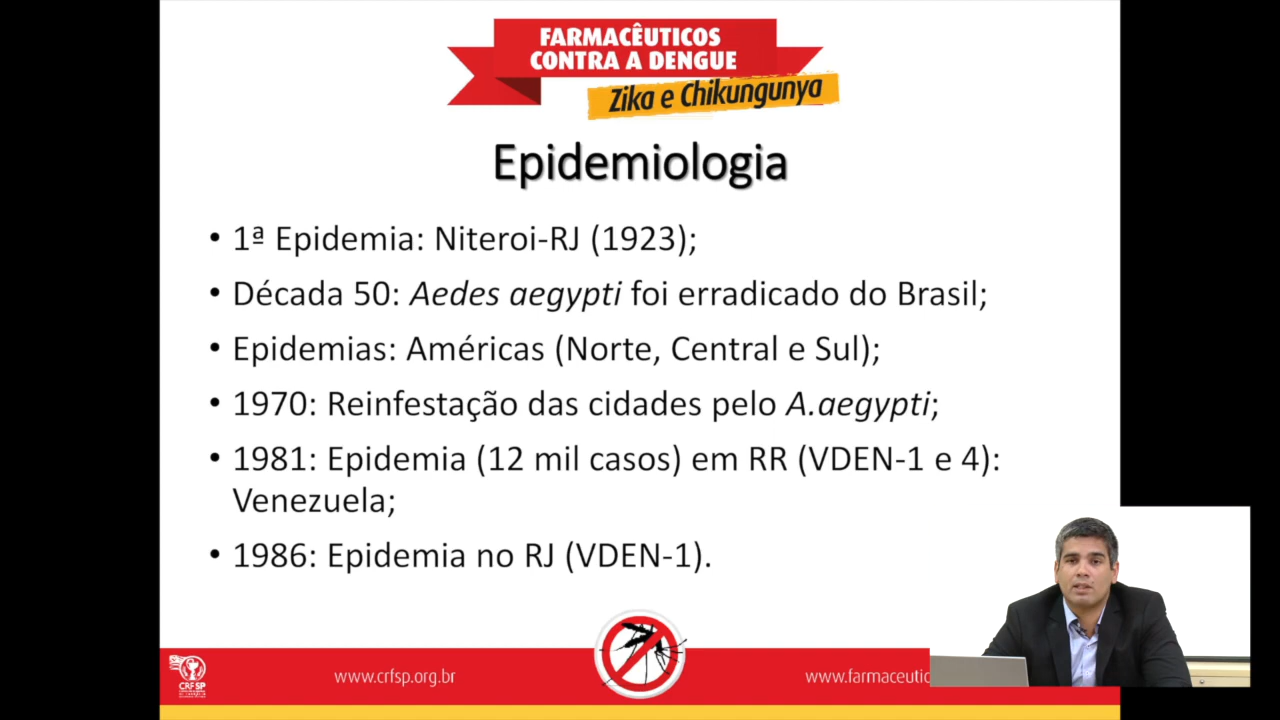 FARMACÊUTICOS
CONTRA A DENGUE
Zika e Chikungunya
Epidemiologia
• 1ª Epidemia: Niteroi-RJ (1923);
• Década 50: Aedes aegypti foi erradicado do Brasil;
• Epidemias: Américas (Norte, Central e Sul);
• 1970: Reinfestação das cidades pelo A.aegypti;
• 1981: Epidemia (12 mil casos) em RR (VDEN-1 e 4):
Venezuela;
• 1986: Epidemia no RJ (VDEN-1).
CRF SP
www.crfsp.org.br
www.farmaceutic